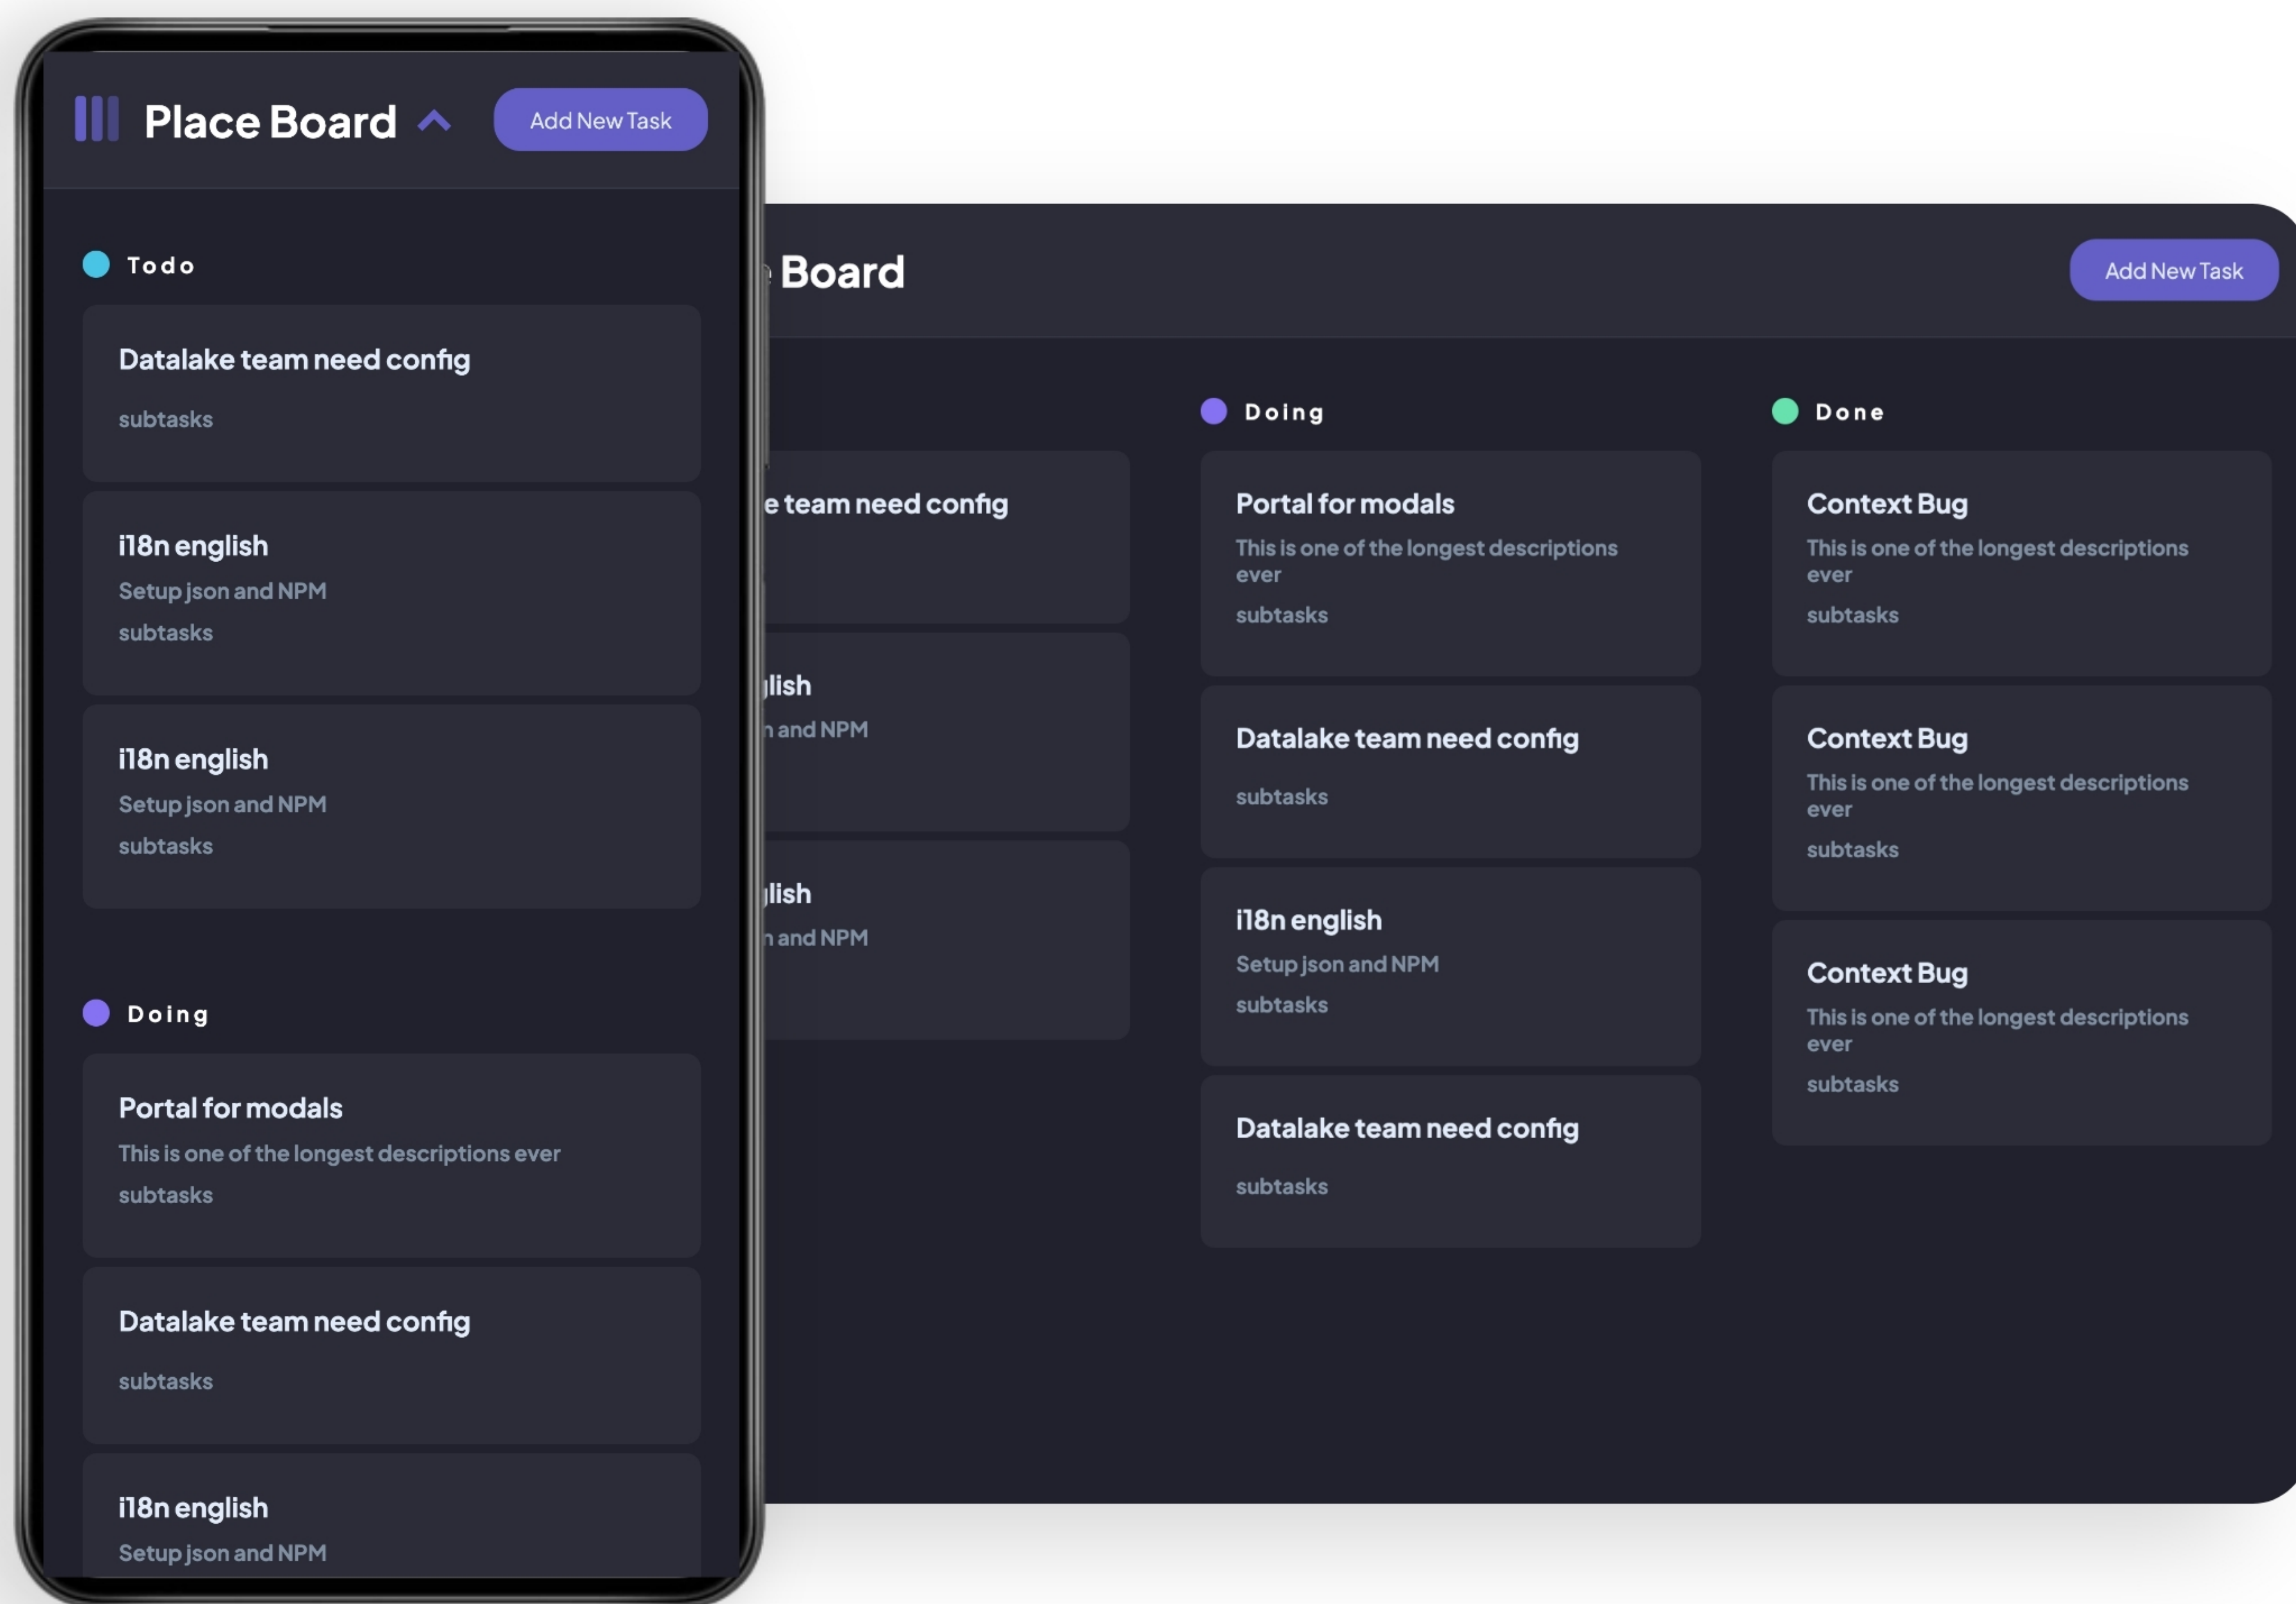 Place Board
Add New Task
Todo
Datalake team need config
subtasks
i18n english
Setup json and NPM
subtasks
i18n english
Setup json and NPM
subtasks
Doing
Portal for modals
This is one of the longest descriptions ever
subtasks
Datalake team need config
subtasks
i18n english
Setup json and NPM
Board
Add New Task
team need config
and NPM
and NPM
Doing
Portal for modals
This is one of the longest descriptions
ever
subtasks
Datalake team need config
subtasks
i18n english
Setup json and NPM
subtasks
Datalake team need config
subtasks
Done
Context Bug
This is one of the longest descriptions
ever
subtasks
Context Bug
This is one of the longest descriptions
ever
subtasks
Context Bug
This is one of the longest descriptions
ever
subtasks